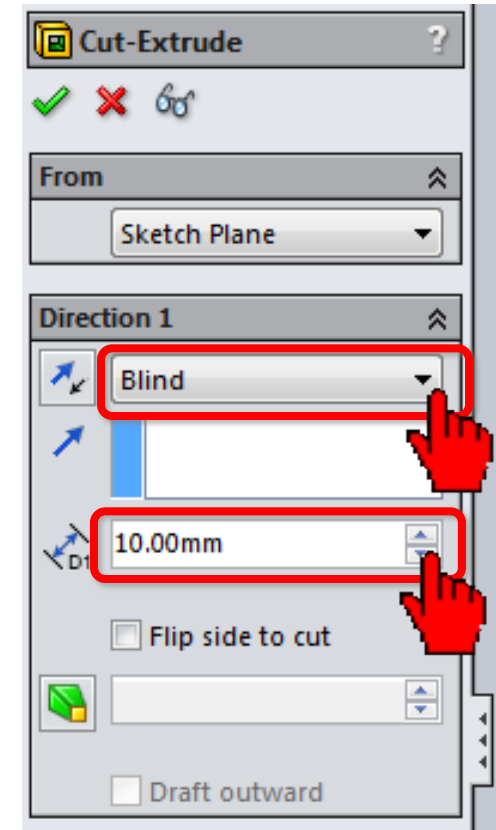 Cut-Extrude ?
From
Sketch Plane
Direction 1
Blind
D1
10.00mm
Flip side to cut
Draft outward